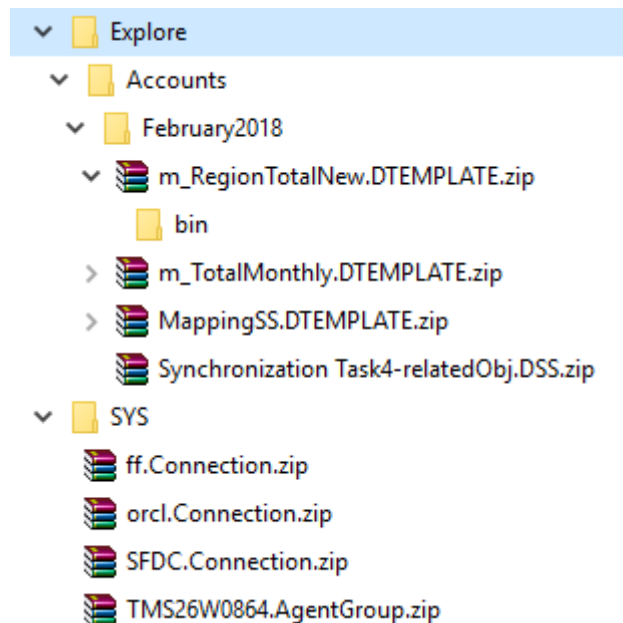 Explore
Accounts
February2018
m_RegionTotalNew.DTEMPLATE.zip
bin
m_TotalMonthly.DTEMPLATE.zip
MappingSS.DTEMPLATE.zip
Synchronization Task4-relatedObj.DSS.zip
SYS
ff.Connection.zip
orcl.Connection.zip
SFDC.Connection.zip
TMS26W0864.AgentGroup.zip